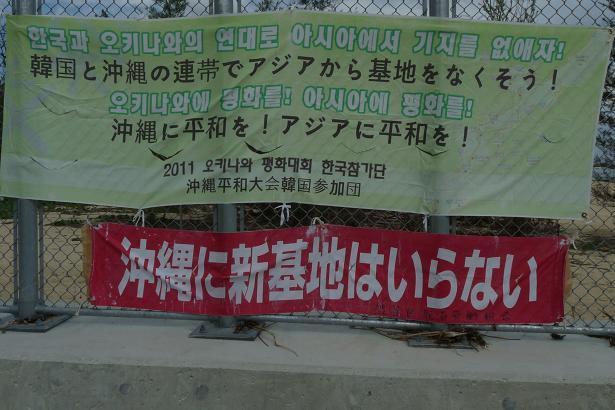 한국과 오키나와의 연대로 아시아에서 기지를 없애자!
韓国と沖縄の連帯でアジアから基地をなくそう！
오키나와에 평화를! 아시아에 평화를!
沖縄に平和を！アジアに平和を！
2011 오키나와 평화대회 한국참가단
沖縄平和大会韓国参加団
沖縄に新基地はいらない